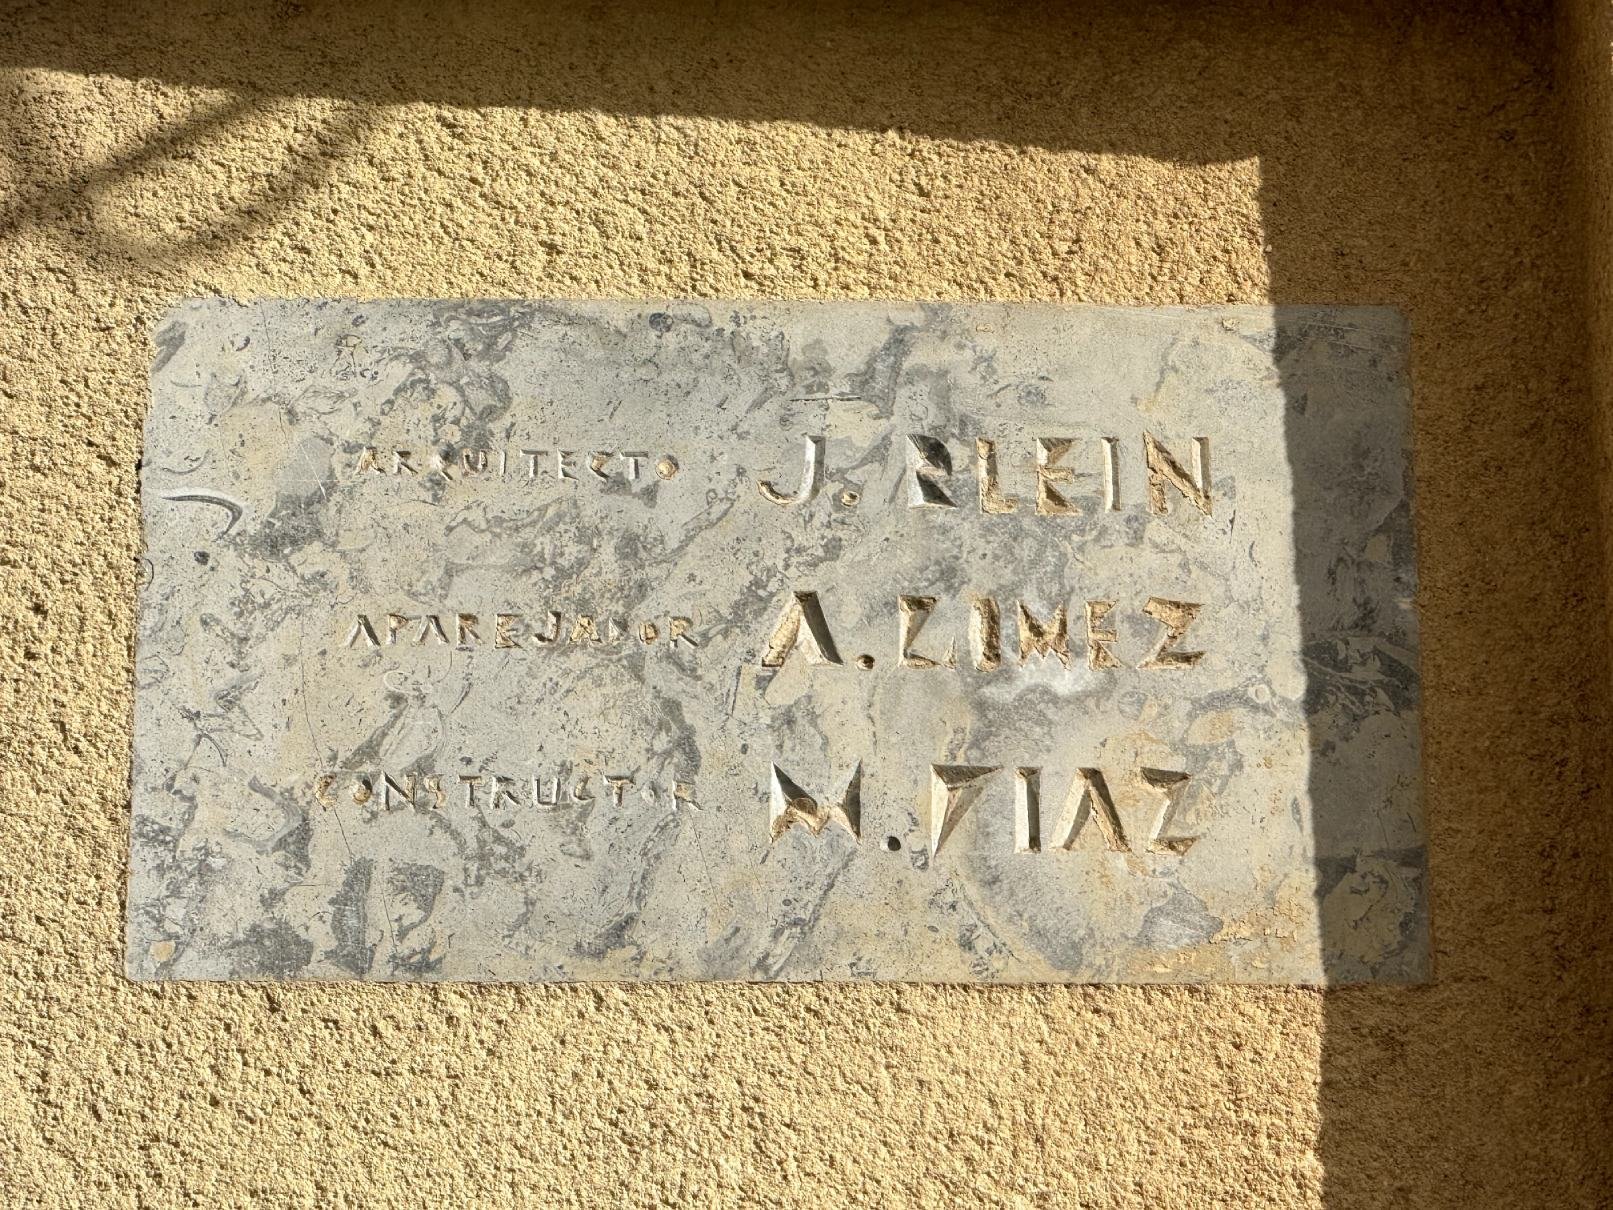 ARQUITECTO J. BLEIN
APAREJADOR A. GIMEZ
CONSTRUCTOR M. DIAZ